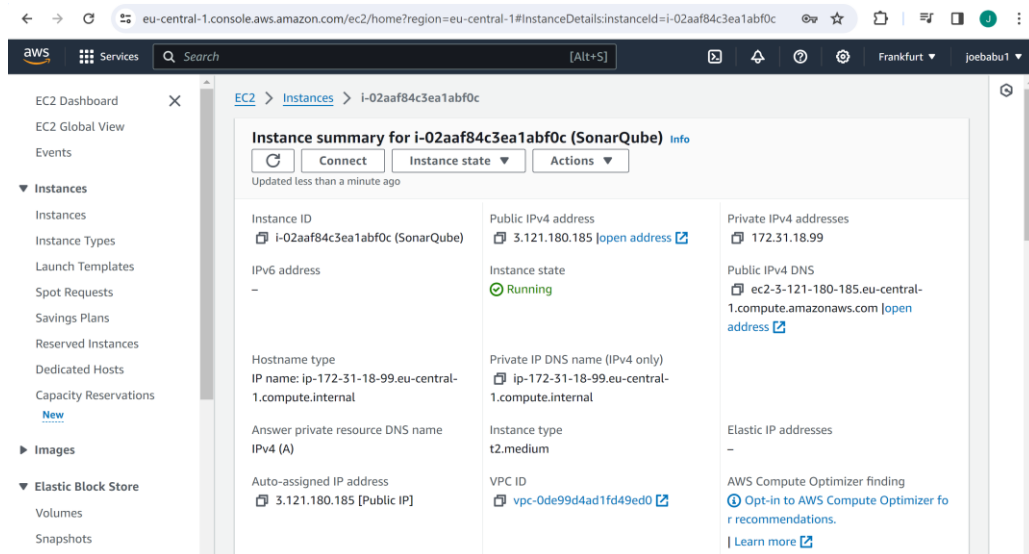 eu-central-1.console.aws.amazon.com/ec2/home?region=eu-central-1#InstanceDetails:instanceId=i-02aaf84c3ea1abf0c
J
aws
Services
Search
[Alt+S]
Frankfurt ▼
joebabu1 ▼
EC2 Dashboard
EC2 Global View
Events
▼ Instances
Instances
Instance Types
Launch Templates
Spot Requests
Savings Plans
Reserved Instances
Dedicated Hosts
Capacity Reservations
New
▶ Images
▼ Elastic Block Store
Volumes
Snapshots
EC2 > Instances > i-02aaf84c3ea1abf0c
Instance summary for i-02aaf84c3ea1abf0c (SonarQube) Info
Connect
Instance state ▼
Actions ▼
Updated less than a minute ago
Instance ID
i-02aaf84c3ea1abf0c (SonarQube)
Public IPv4 address
3.121.180.185 |open address
Private IPv4 addresses
172.31.18.99
IPv6 address
–
Instance state
Running
Public IPv4 DNS
ec2-3-121-180-185.eu-central-
1.compute.amazonaws.com |open
address
Hostname type
IP name: ip-172-31-18-99.eu-central-
1.compute.internal
Private IP DNS name (IPv4 only)
ip-172-31-18-99.eu-central-
1.compute.internal
Answer private resource DNS name
IPv4 (A)
Instance type
t2.medium
Elastic IP addresses
–
Auto-assigned IP address
3.121.180.185 [Public IP]
VPC ID
vpc-0de99d4ad1fd49ed0
AWS Compute Optimizer finding
Opt-in to AWS Compute Optimizer fo
r recommendations.
| Learn more